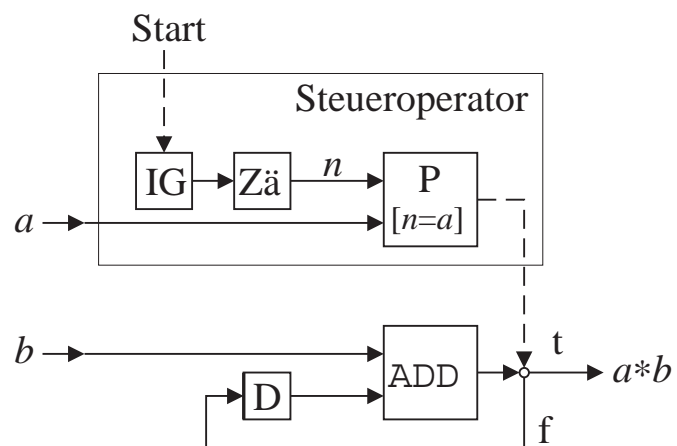 Start
Steueroperator
IG
Zä
n
P
[n=a]
a
b
ADD
t
a*b
D
f